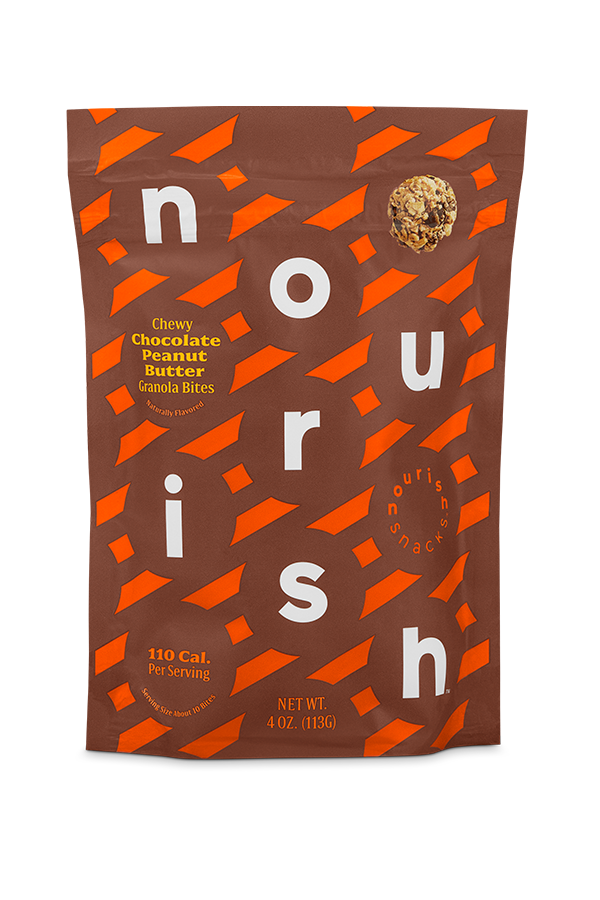 n
o
u
r
i
s
h
TM
Chewy
Chocolate
Peanut
Butter
Granola Bites
Naturally Flavored
nourish
snacks.
110 Cal.
Per Serving
Serving Size About 10 Bites
NET WT.
4 OZ. (113G)